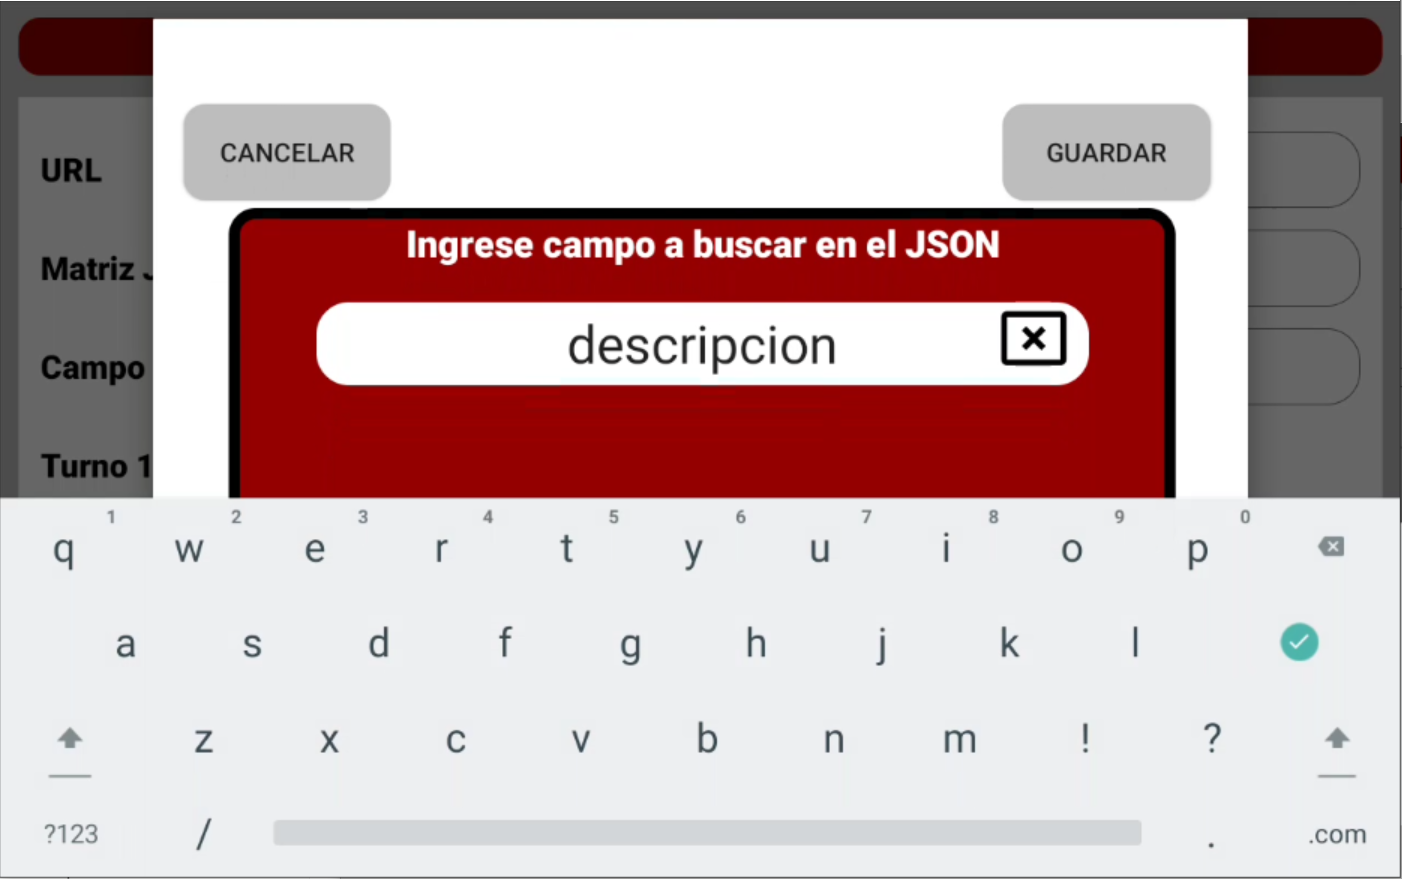 CANCELAR
GUARDAR
URL
Ingrese campo a buscar en el JSON
Matriz
descripcion
Campo
Turno 1
1 2 3 4 5 6 7 8 9 0
q w e r t y u i o p
a s d f g h j k l
z x c v b n m ! ?
?123 / . .com